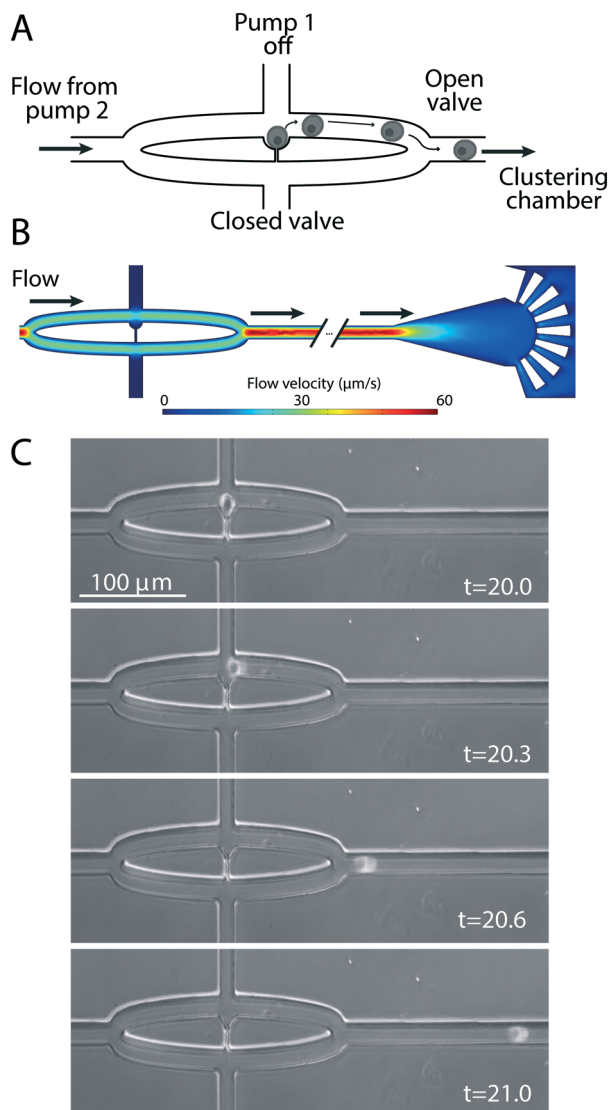 A
Pump 1
off
Flow from
pump 2
Open
valve
Closed valve
Clustering
chamber
B
Flow
...
Flow velocity (μm/s)
0
30
60
C
100 μm
t=20.0
t=20.3
t=20.6
t=21.0